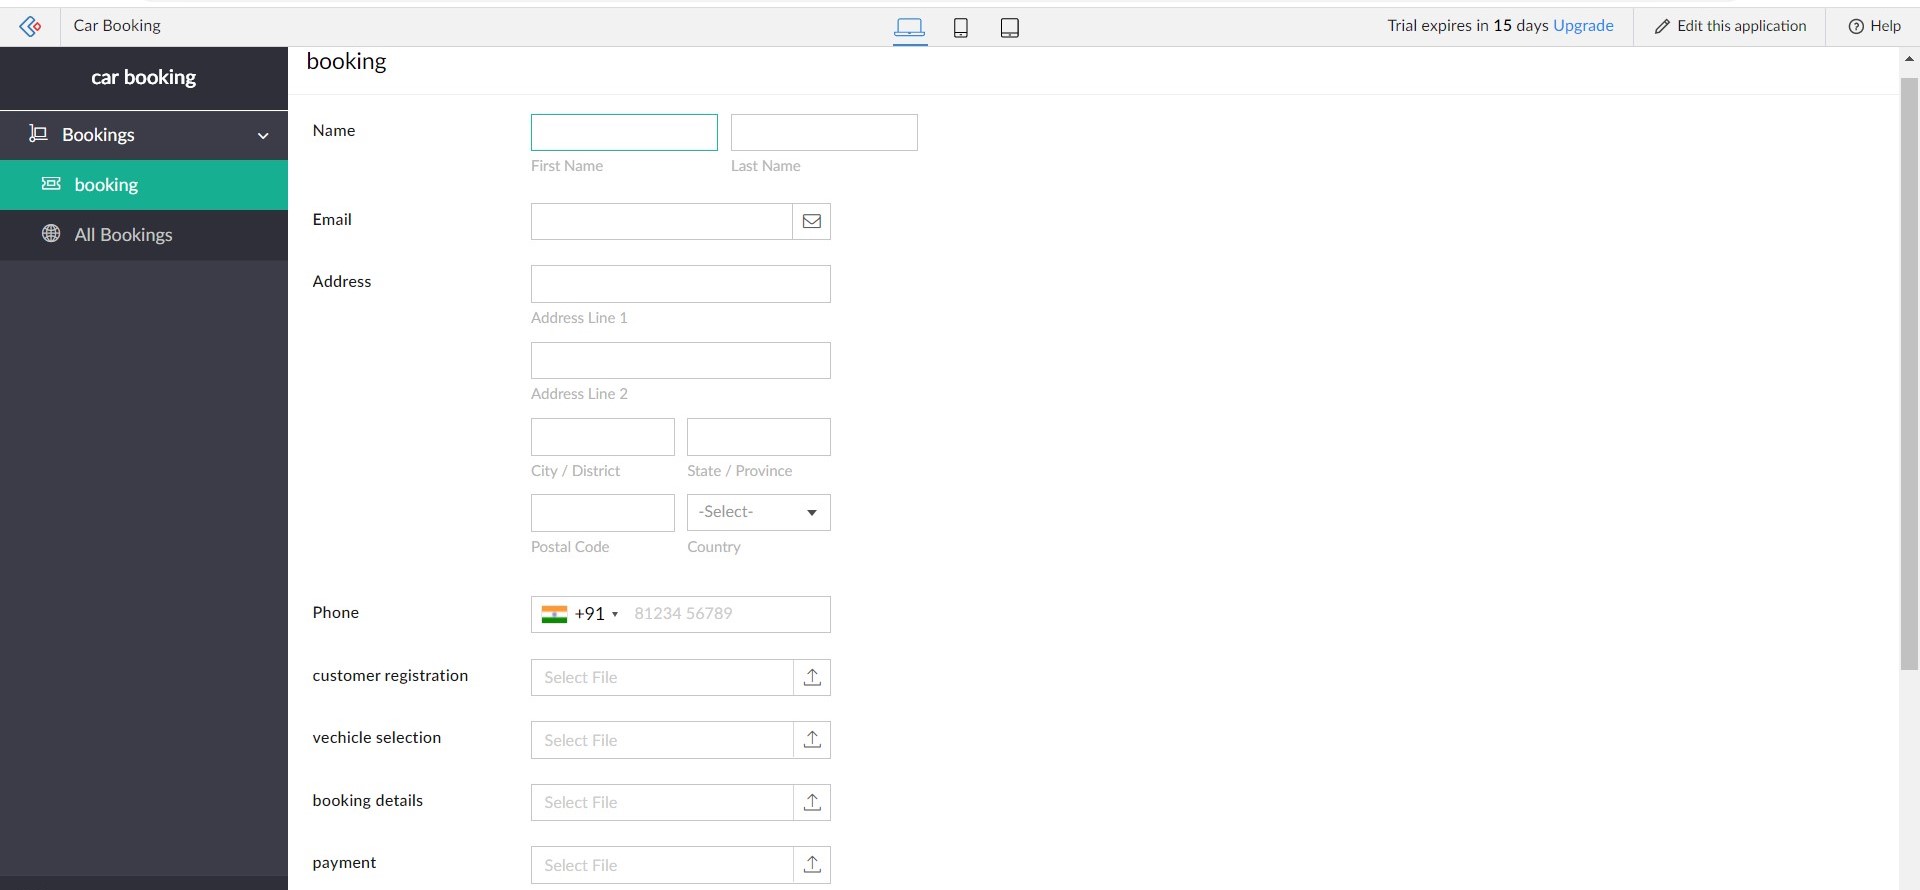 Car Booking
Trial expires in 15 days Upgrade
Edit this application
Help
car booking
Bookings
booking
All Bookings
booking
Name
First Name
Last Name
Email
Address
Address Line 1
Address Line 2
City / District
State / Province
-Select-
Postal Code
Country
Phone
+91
81234 56789
customer registration
Select File
vechicle selection
Select File
booking details
Select File
payment
Select File